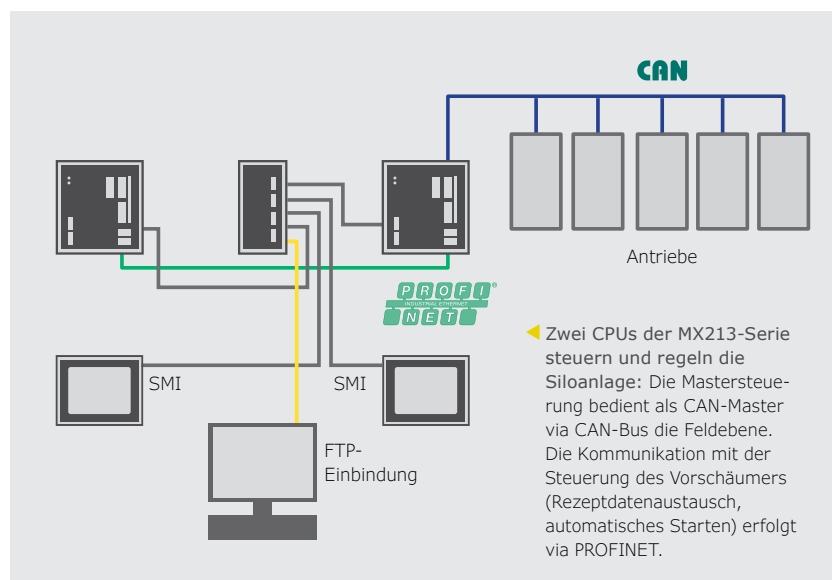 CAN
Antriebe
PROFI®
INDUSTRIAL ETHERNET
NET
SMI
SMI
FTP-
Einbindung
Zwei CPUs der MX213-Serie
steuern und regeln die
Siloanlage: Die Mastersteue-
rung bedient als CAN-Master
via CAN-Bus die Feldebene.
Die Kommunikation mit der
Steuerung des Vorschäumers
(Rezeptdatenaustausch,
automatisches Starten) erfolgt
via PROFINET.